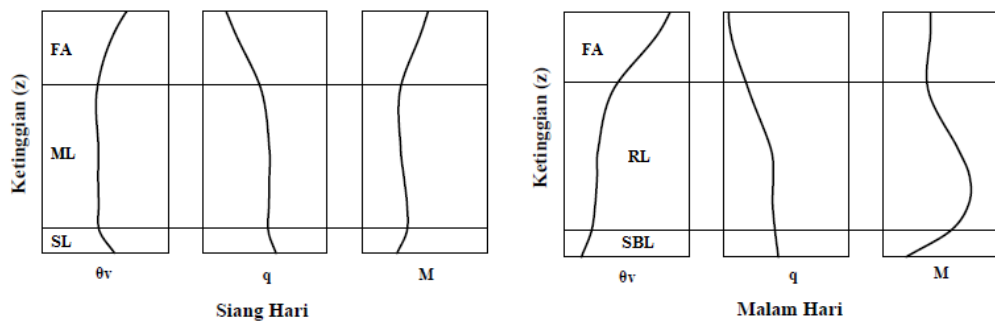 Ketinggian (z)
FA
ML
SL
θv
q
M
Siang Hari
Ketinggian (z)
FA
RL
SBL
θv
q
M
Malam Hari